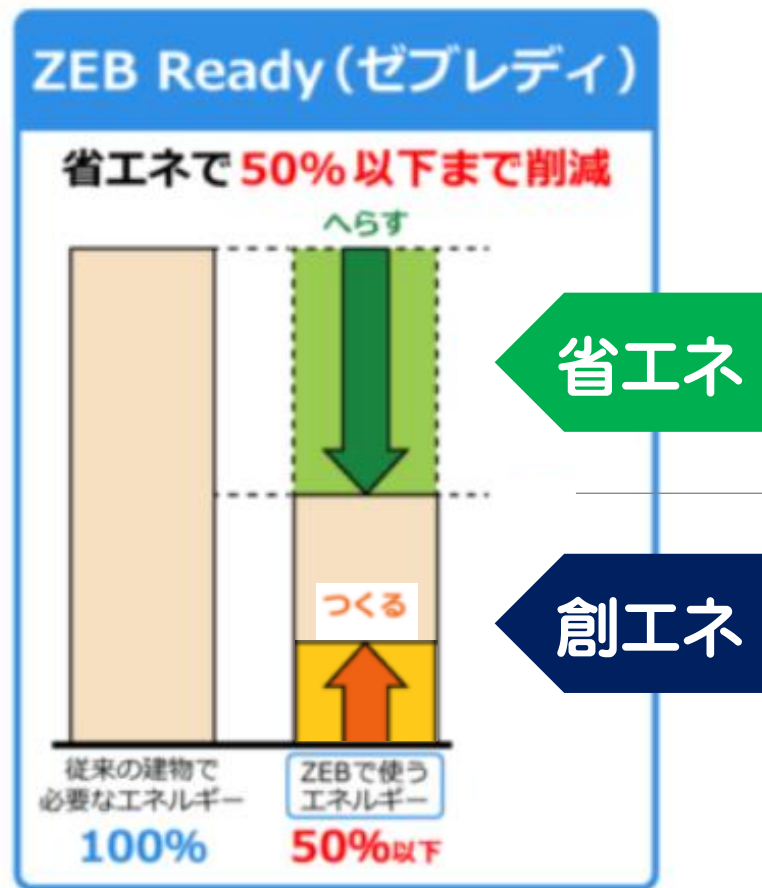 ZEB Ready(ゼブレディ)
省エネで50%以下まで削減
へらす
省エネ
つくる
創エネ
従来の建物で
必要なエネルギー
100%
ZEBで使う
エネルギー
50%以下